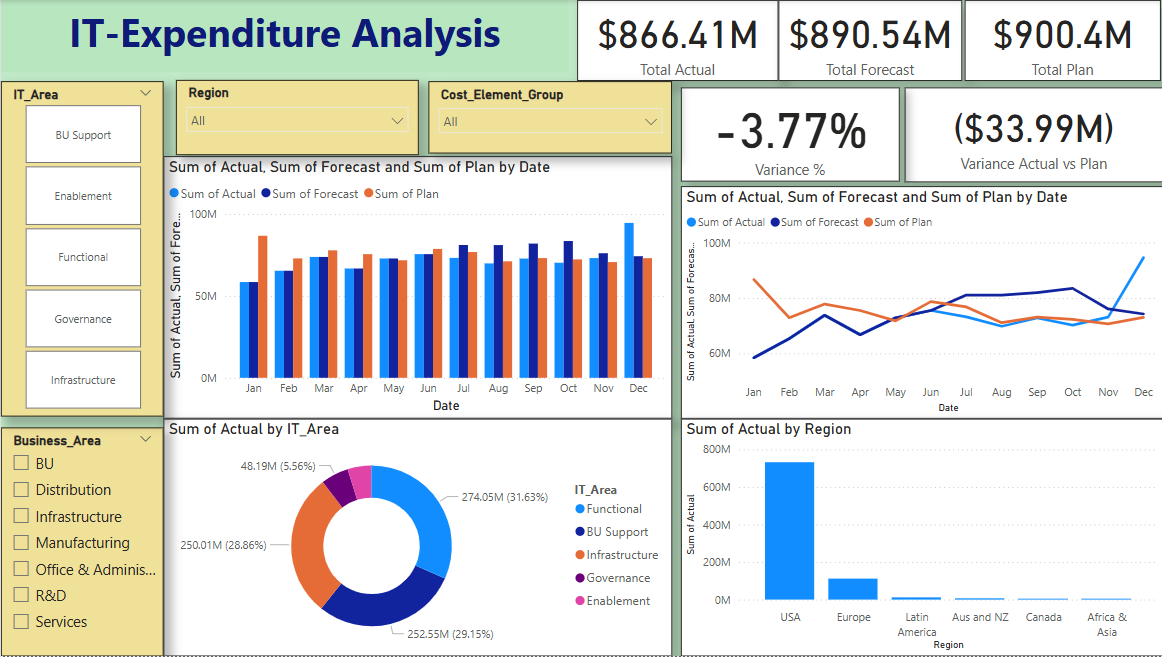 IT-Expenditure Analysis
$866.41M
Total Actual
$890.54M
Total Forecast
$900.4M
Total Plan
IT_Area
BU Support
Enablement
Functional
Governance
Infrastructure
Region
All
Cost_Element_Group
All
-3.77%
Variance %
($33.99M)
Variance Actual vs Plan
Sum of Actual, Sum of Forecast and Sum of Plan by Date
Sum of Actual Sum of Forecast Sum of Plan
Sum of Actual, Sum of Fore...
100M
50M
0M
Jan Feb Mar Apr May Jun Jul Aug Sep Oct Nov Dec
Date
Sum of Actual, Sum of Forecast and Sum of Plan by Date
Sum of Actual Sum of Forecast Sum of Plan
Sum of Actual, Sum of Forecas...
100M
80M
60M
Jan Feb Mar Apr May Jun Jul Aug Sep Oct Nov Dec
Date
Business_Area
BU
Distribution
Infrastructure
Manufacturing
Office & Adminis...
R&D
Services
Sum of Actual by IT_Area
48.19M (5.56%)
274.05M (31.63%)
250.01M (28.86%)
252.55M (29.15%)
IT_Area
Functional
BU Support
Infrastructure
Governance
Enablement
Sum of Actual by Region
Sum of Actual
800M
600M
400M
200M
0M
USA Europe Latin Aus and NZ Canada Africa &
America Asia
Region